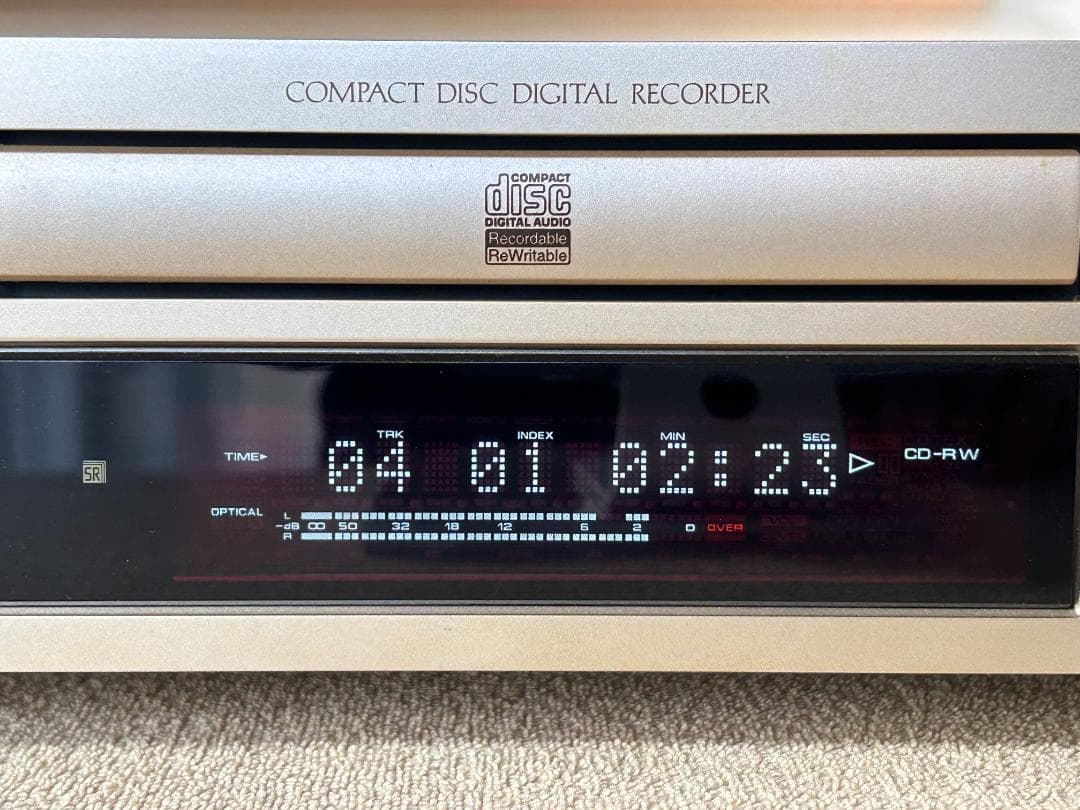 COMPACT DISC DIGITAL RECORDER
COMPACT
disc
DIGITAL AUDIO
Recordable
ReWritable
TRK INDEX MIN SEC
TIME 04 01 02:23 CD-RW
SR
OPTICAL L
-dB ∞ 50 32 18 12 6 2 0 OVER
R